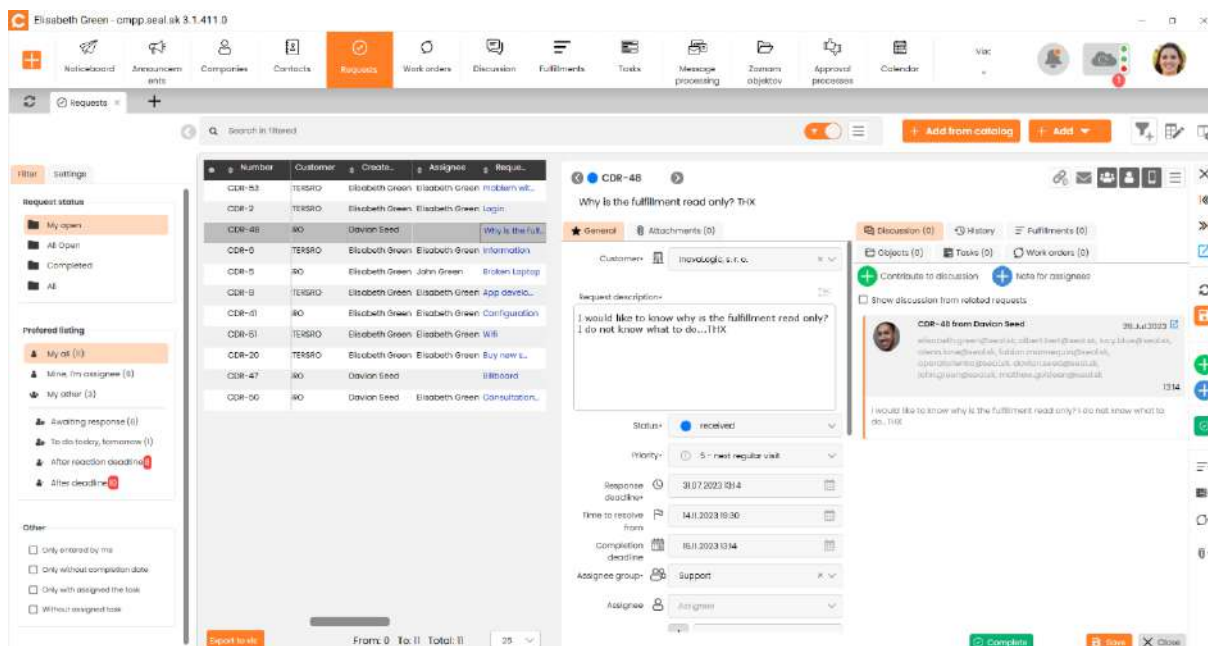 Elisabeth Green - cmpp.seal.sk 3.1.411.0
Noticeboard
Announcements
Companies
Contacts
Requests
Work orders
Discussion
Fulfillments
Tasks
Message processing
Zoznam objektov
Approval processes
Calendar
Viac
1
Requests
Search in filtered
+ Add from catalog
+ Add
Filter
Settings
Request status
My open
All Open
Completed
All
Prefered listing
My all (11)
Mine, I'm assignee
My other (3)
Awaiting response
To do today, tomorrow (1)
After reaction deadline
After deadline 10
Other
Only entered by me
Only without completion date
Only with assigned the task
Without assigned task
Number Customer Create... Assignee Reque...
CDR-53 TERSRO Elisabeth Green Elisabeth Green Problem wit...
CDR-2 TERSRO Elisabeth Green Elisabeth Green Login
CDR-48 RO Davian Seed Why is the full...
CDR-6 TERSRO Elisabeth Green Elisabeth Green Information
CDR-5 RO Elisabeth Green John Green Broken Laptop
TERSRO Elisabeth Green Elisabeth Green App develo...
CDR-41 RO Elisabeth Green Elisabeth Green Configuration
CDR-51 TERSRO Elisabeth Green Elisabeth Green Wifi
CDR-20 TERSRO Elisabeth Green Elisabeth Green Buy new s...
CDR-47 RO Davian Seed Billboard
CDR-50 RO Davian Seed Elisabeth Green Consultation...
Export to xls
From: 0 To: 11 Total: 11
25
CDR-48
Why is the fulfillment read only? THX
General
Attachments (0)
Customer* InovaLogic, s. r. o.
Request description*
I would like to know why is the fulfillment read only?
I do not know what to do...THX
Status* received
Priority* 5 - next regular visit
Response deadline* 31.07.2023 13:14
Time to resolve from 14.11.2023 19:30
Completion deadline 16.11.2023 13:14
Assignee group* Support
Assignee Assignee
Discussion (0)
History
Fulfillments (0)
Objects (0)
Tasks (0)
Work orders (0)
Contribute to discussion
Note for assignees
Show discussion from related requests
CDR-48 from Davian Seed
Jul.2023
13:14
I would like to know why is the fulfillment read only? I do not know what to
do...THX
Complete
Save
Close